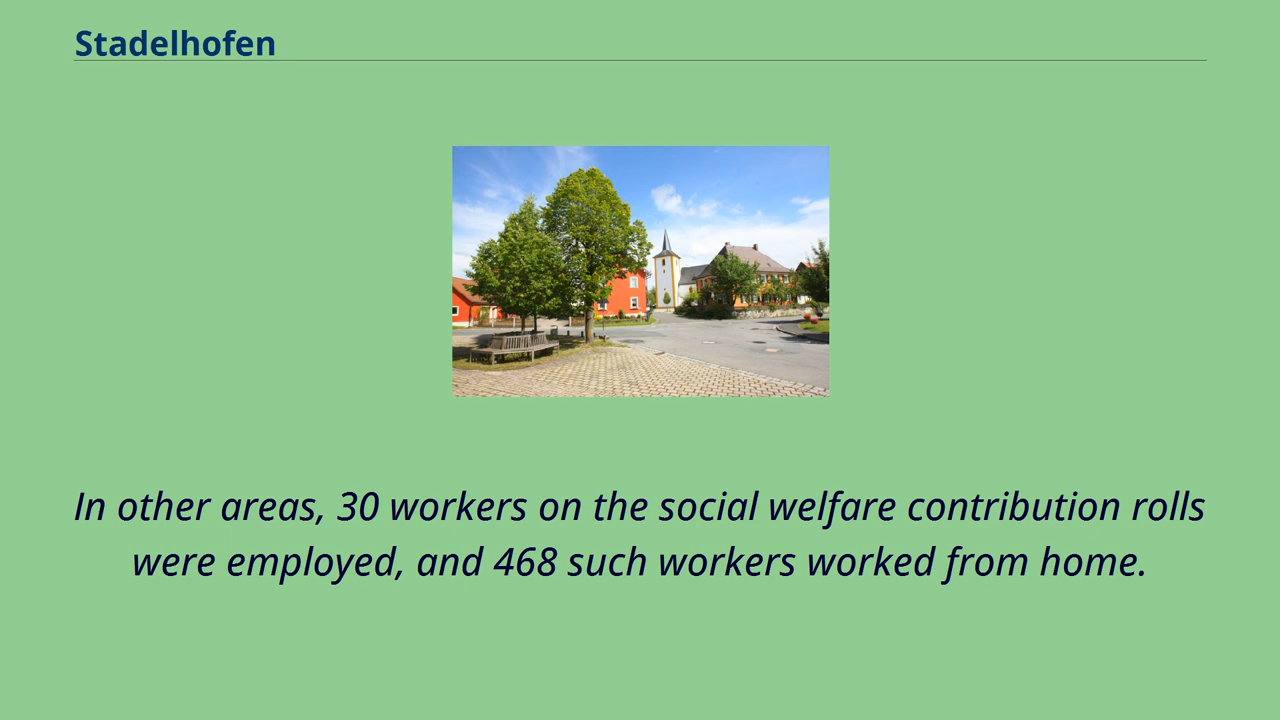 Stadelhofen
In other areas, 30 workers on the social welfare contribution rolls
were employed, and 468 such workers worked from home.